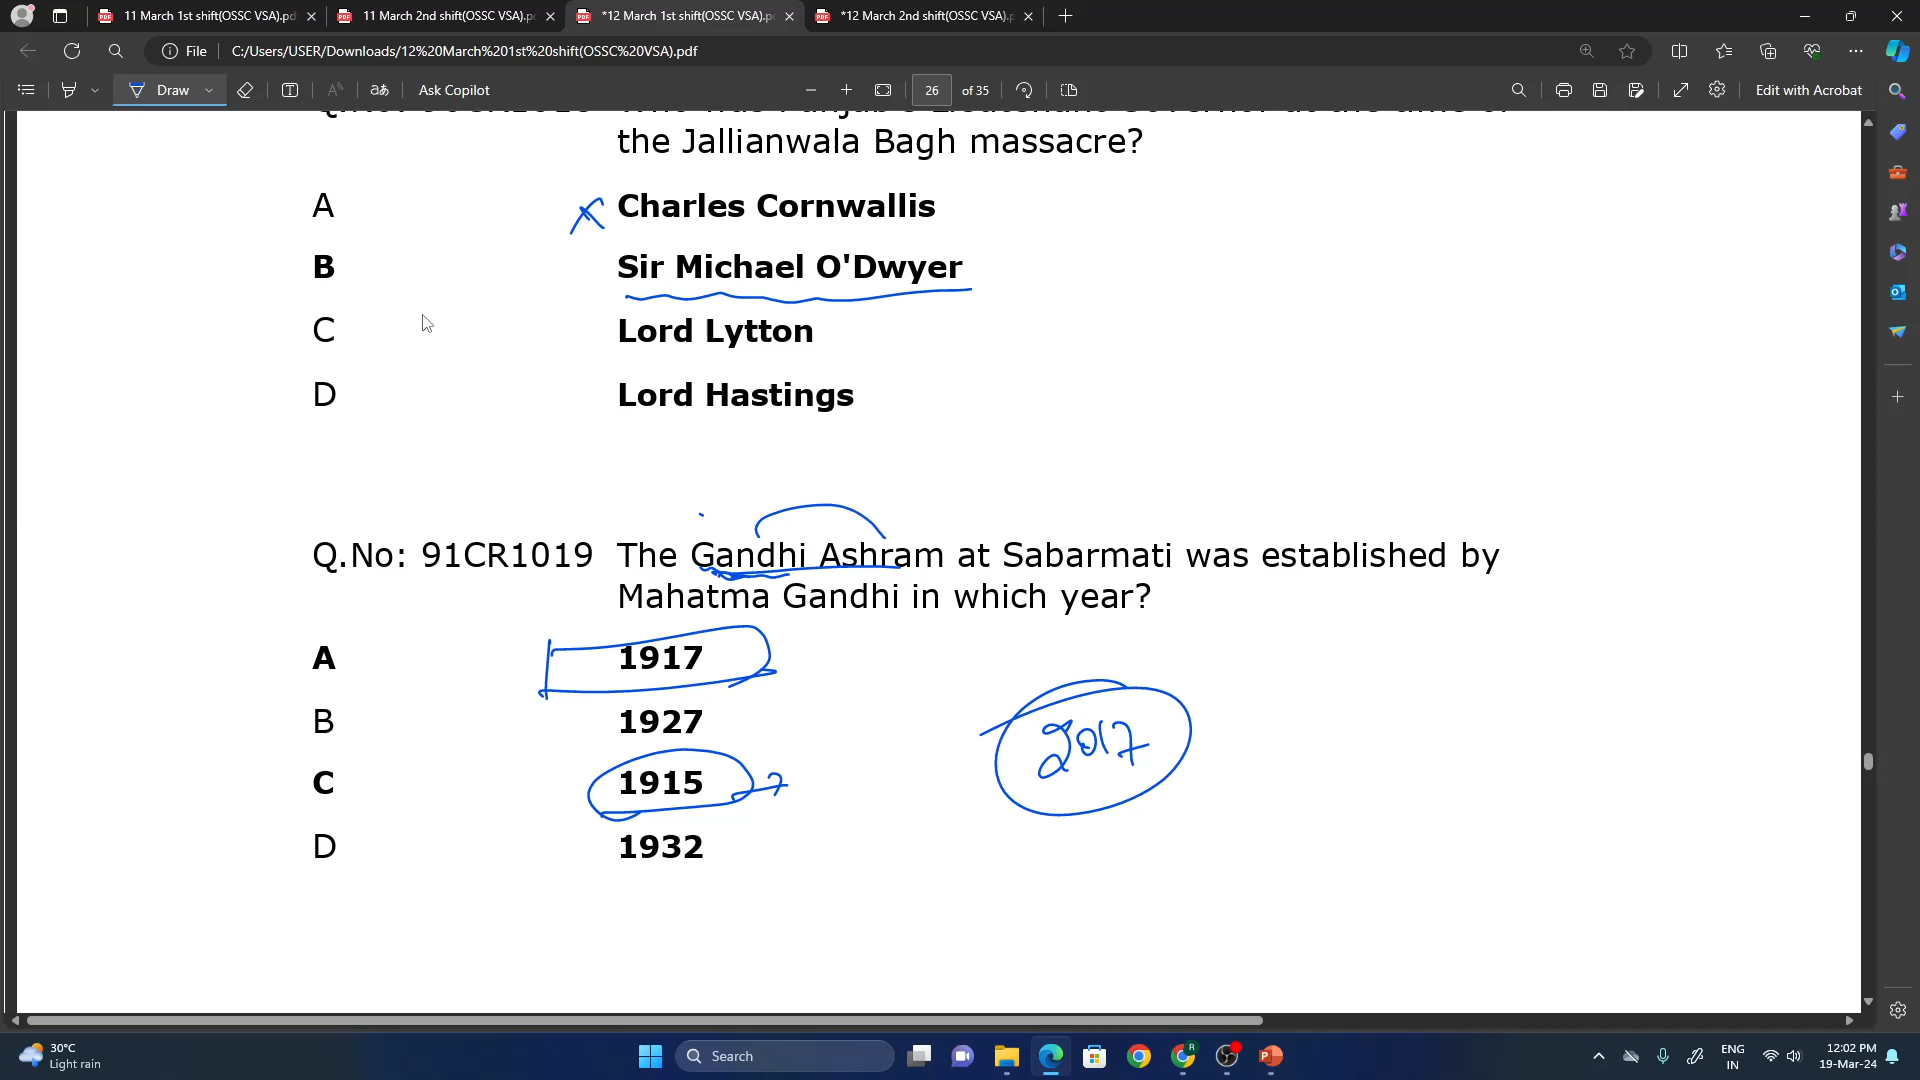 11 March 1st shift(OSSC VSA).pd
11 March 2nd shift(OSSC VSA).pc
*12 March 1st shift(OSSC VSA).p
*12 March 2nd shift(OSSC VSA).p
File
C:/Users/USER/Downloads/12%20March%201st%20shift(OSSC%20VSA).pdf
Draw
aあ
Ask Copilot
26 of 35
Edit with Acrobat
the Jallianwala Bagh massacre?
A Charles Cornwallis
B Sir Michael O'Dwyer
C Lord Lytton
D Lord Hastings
Q.No: 91CR1019 The Gandhi Ashram at Sabarmati was established by
Mahatma Gandhi in which year?
A 1917
B 1927
2017
C 1915
D 1932
30°C
Light rain
Search
ENG
IN
12:02 PM
19-Mar-24